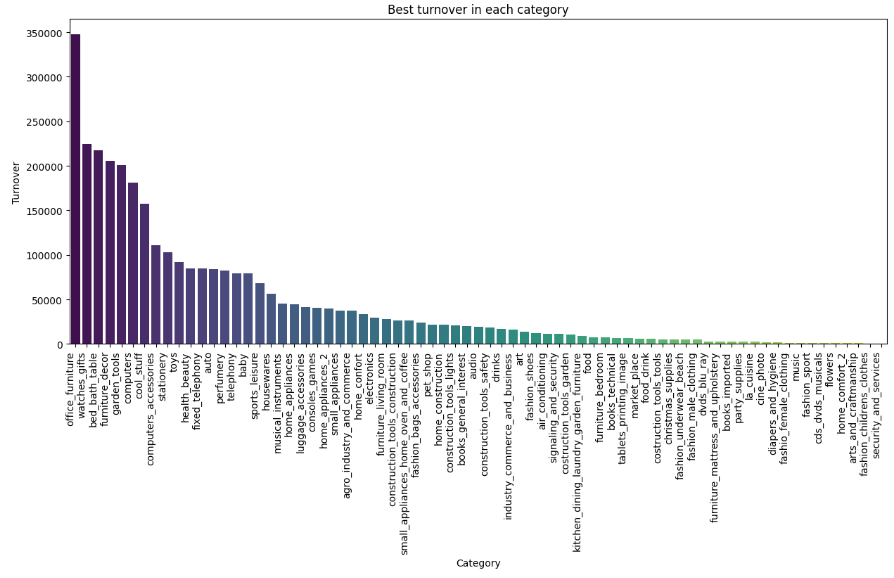 Best turnover in each category
Turnover
350000
300000
250000
200000
150000
100000
50000
0
office_furniture
watches_gifts
bed_bath_table
furniture_decor
garden_tools
computers
cool_stuff
computers_accessories
stationery
toys
health_beauty
fixed_telephony
auto
perfumery
telephony
baby
sports_leisure
housewares
musical_instruments
home_appliances
luggage_accessories
consoles_games
home_appliances_2
small_appliances
agro_industry_and_commerce
home_confort
electronics
furniture_living_room
construction_tools_construction
small_appliances_home_oven_and_coffee
fashion_bags_accessories
pet_shop
home_construction
construction_tools_lights
books_general_interest
audio
construction_tools_safety
drinks
industry_commerce_and_business
art
fashion_shoes
air_conditioning
signaling_and_security
costruction_tools_garden
kitchen_dining_laundry_garden_furniture
food
furniture_bedroom
books_technical
tablets_printing_image
market_place
food_drink
costruction_tools_tools
christmas_supplies
fashion_underwear_beach
fashion_male_clothing
dvds_blu_ray
furniture_mattress_and_upholstery
books_imported
party_supplies
la_cuisine
cine_photo
diapers_and_hygiene
fashio_female_clothing
music
fashion_sport
cds_dvds_musicals
flowers
home_comfort_2
arts_and_craftmanship
fashion_childrens_clothes
security_and_services
Category